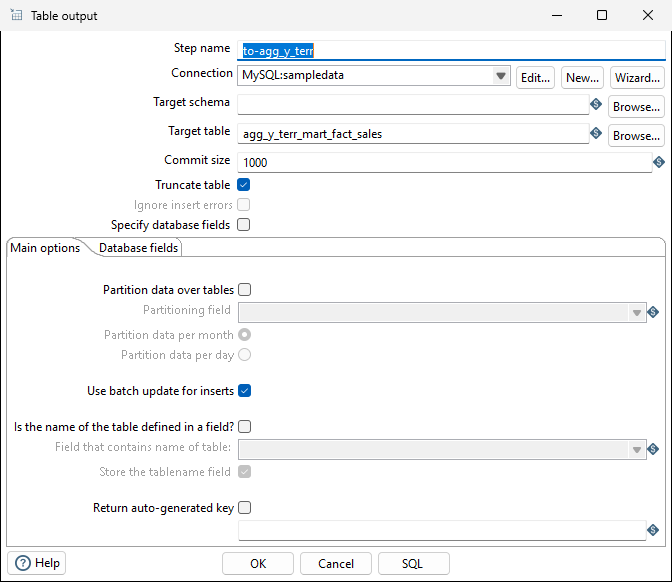 Table output
Step name to-agg_y_terr
Connection MySQL:sampledata Edit... New... Wizard...
Target schema Browse...
Target table agg_y_terr_mart_fact_sales Browse...
Commit size 1000
Truncate table
Ignore insert errors
Specify database fields
Main options Database fields
Partition data over tables
Partitioning field
Partition data per month
Partition data per day
Use batch update for inserts
Is the name of the table defined in a field?
Field that contains name of table:
Store the tablename field
Return auto-generated key
Help OK Cancel SQL